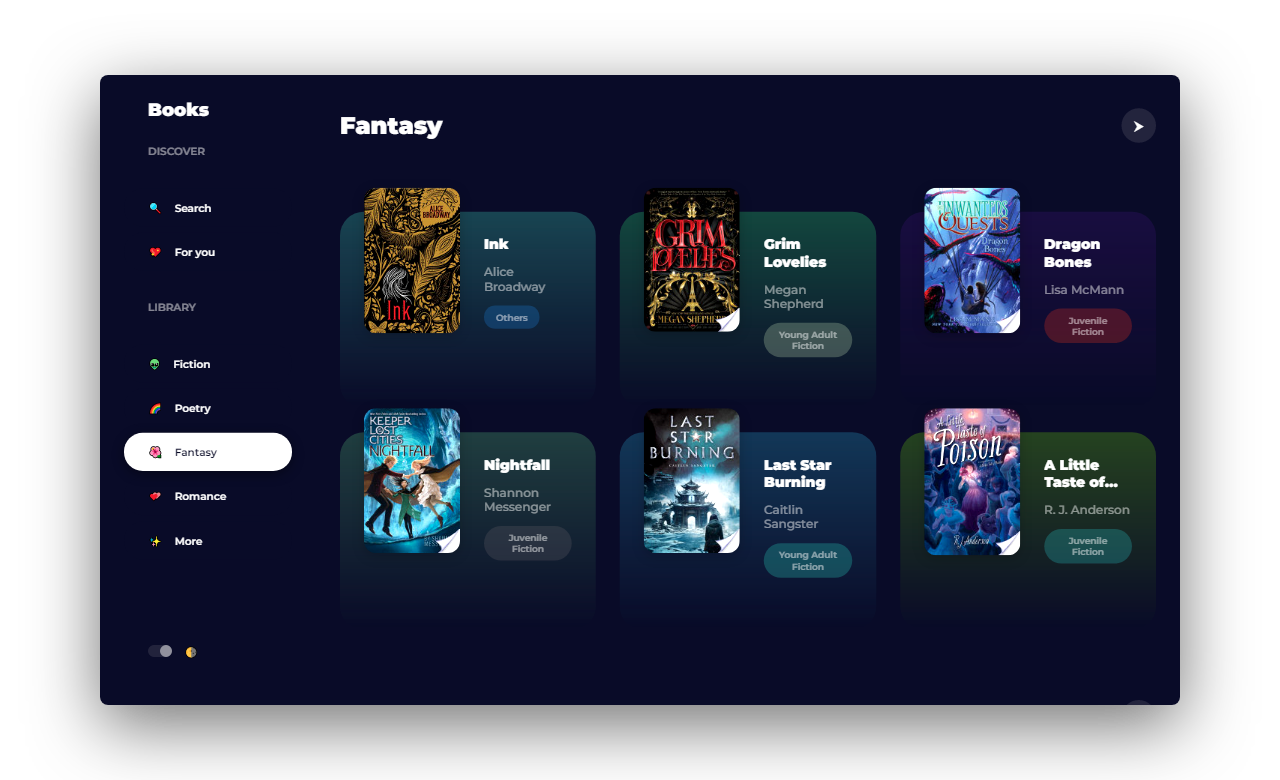 Books
DISCOVER
Search
For you
LIBRARY
Fiction
Poetry
Fantasy
Romance
More
Fantasy
ALICE
BROADWAY
Ink
Ink
Alice
Broadway
Others
GRIM
LOVELIES
MEGAN SHEPHERD
Grim
Lovelies
Megan
Shepherd
Young Adult
Fiction
UNWANTEDS
QUESTS
Dragon
Bones
Dragon
Bones
Lisa McMann
Juvenile
Fiction
KEEPER
LOST
CITIES
NIGHTFALL
Nightfall
Shannon
Messenger
Juvenile
Fiction
LAST
STAR
BURNING
CAITLIN SANGSTER
Last Star
Burning
Caitlin
Sangster
Young Adult
Fiction
A Little
Taste of
Poison
R.J. Anderson
A Little
Taste of...
R. J. Anderson
Juvenile
Fiction